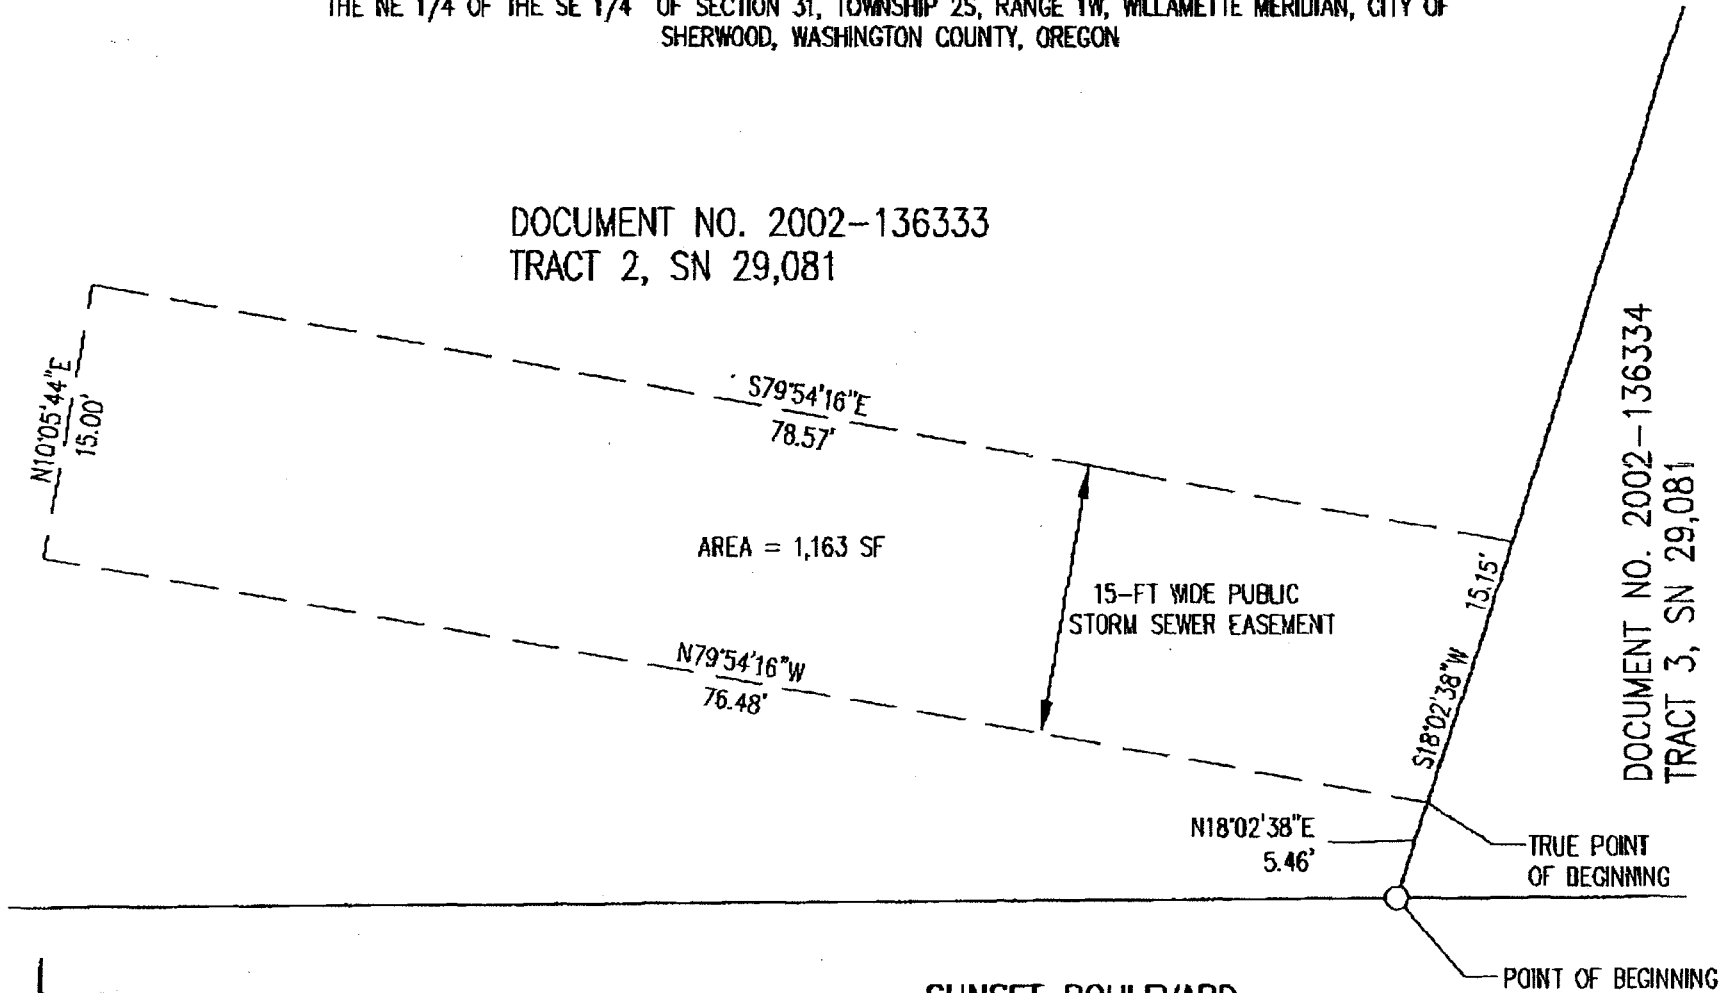 THE NE 1/4 OF THE SE 1/4 OF SECTION 31, TOWNSHIP 2S, RANGE 1W, WILLAMETTE MERIDIAN, CITY OF
SHERWOOD, WASHINGTON COUNTY, OREGON
DOCUMENT NO. 2002-136333
TRACT 2, SN 29,081
N10°05'44"E
15.00'
S79°54'16"E
78.57'
AREA = 1,163 SF
15-FT WIDE PUBLIC
STORM SEWER EASEMENT
N79°54'16"W
76.48'
S18°02'38"W 15.15'
DOCUMENT NO. 2002-136334
TRACT 3, SN 29,081
N18°02'38"E
5.46'
TRUE POINT
OF BEGINNING
POINT OF BEGINNING
SUNSET BOULEVARD